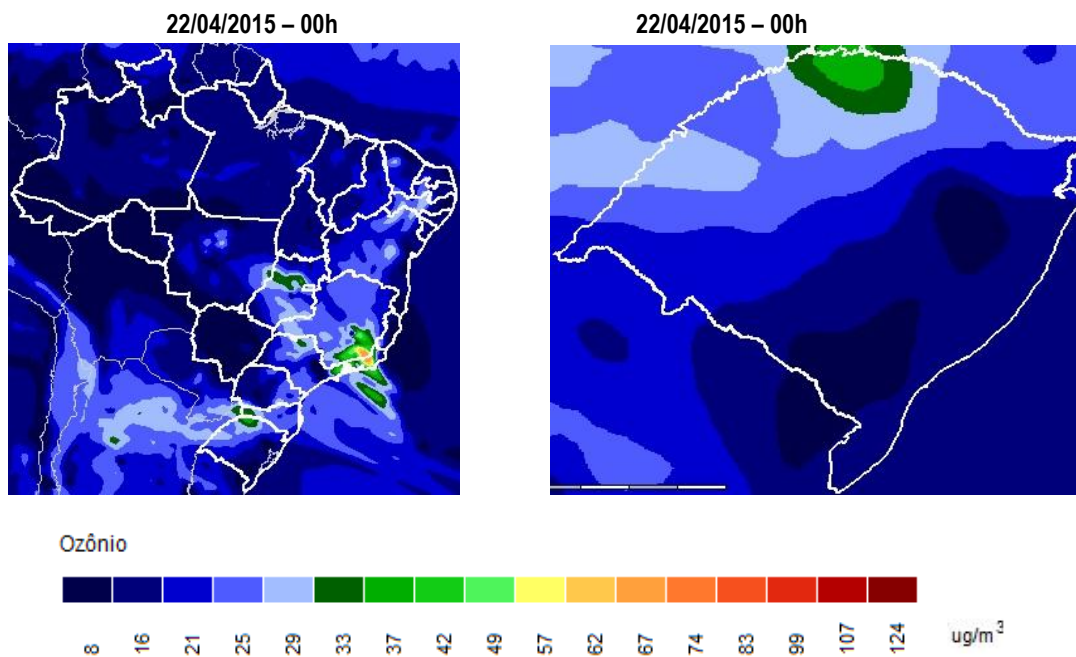 22/04/2015 – 00h
22/04/2015 – 00h
Ozônio
8 16 21 25 29 33 37 42 49 57 62 67 74 83 99 107 124 ug/m³